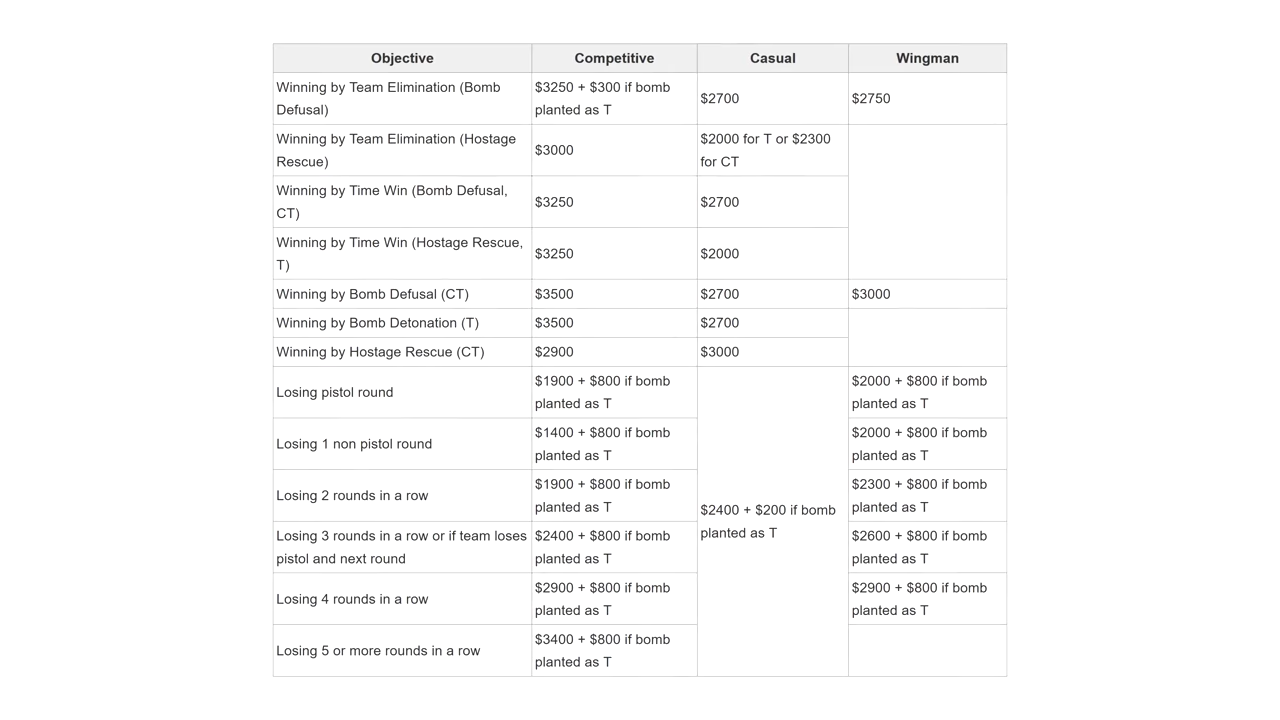 Objective Competitive Casual Wingman
Winning by Team Elimination (Bomb
Defusal)
$3250 + $300 if bomb
planted as T
$2700
$2750
Winning by Team Elimination (Hostage
Rescue)
$3000
$2000 for T or $2300
for CT
Winning by Time Win (Bomb Defusal,
CT)
$3250
$2700
Winning by Time Win (Hostage Rescue,
T)
$3250
$2000
Winning by Bomb Defusal (CT) $3500 $2700 $3000
Winning by Bomb Detonation (T) $3500 $2700
Winning by Hostage Rescue (CT) $2900 $3000
Losing pistol round
$1900 + $800 if bomb
planted as T
$2400 + $200 if bomb
planted as T
$2000 + $800 if bomb
planted as T
Losing 1 non pistol round
$1400 + $800 if bomb
planted as T
$2000 + $800 if bomb
planted as T
Losing 2 rounds in a row
$1900 + $800 if bomb
planted as T
$2300 + $800 if bomb
planted as T
Losing 3 rounds in a row or if team loses
pistol and next round
$2400 + $800 if bomb
planted as T
$2600 + $800 if bomb
planted as T
Losing 4 rounds in a row
$2900 + $800 if bomb
planted as T
$2900 + $800 if bomb
planted as T
Losing 5 or more rounds in a row
$3400 + $800 if bomb
planted as T